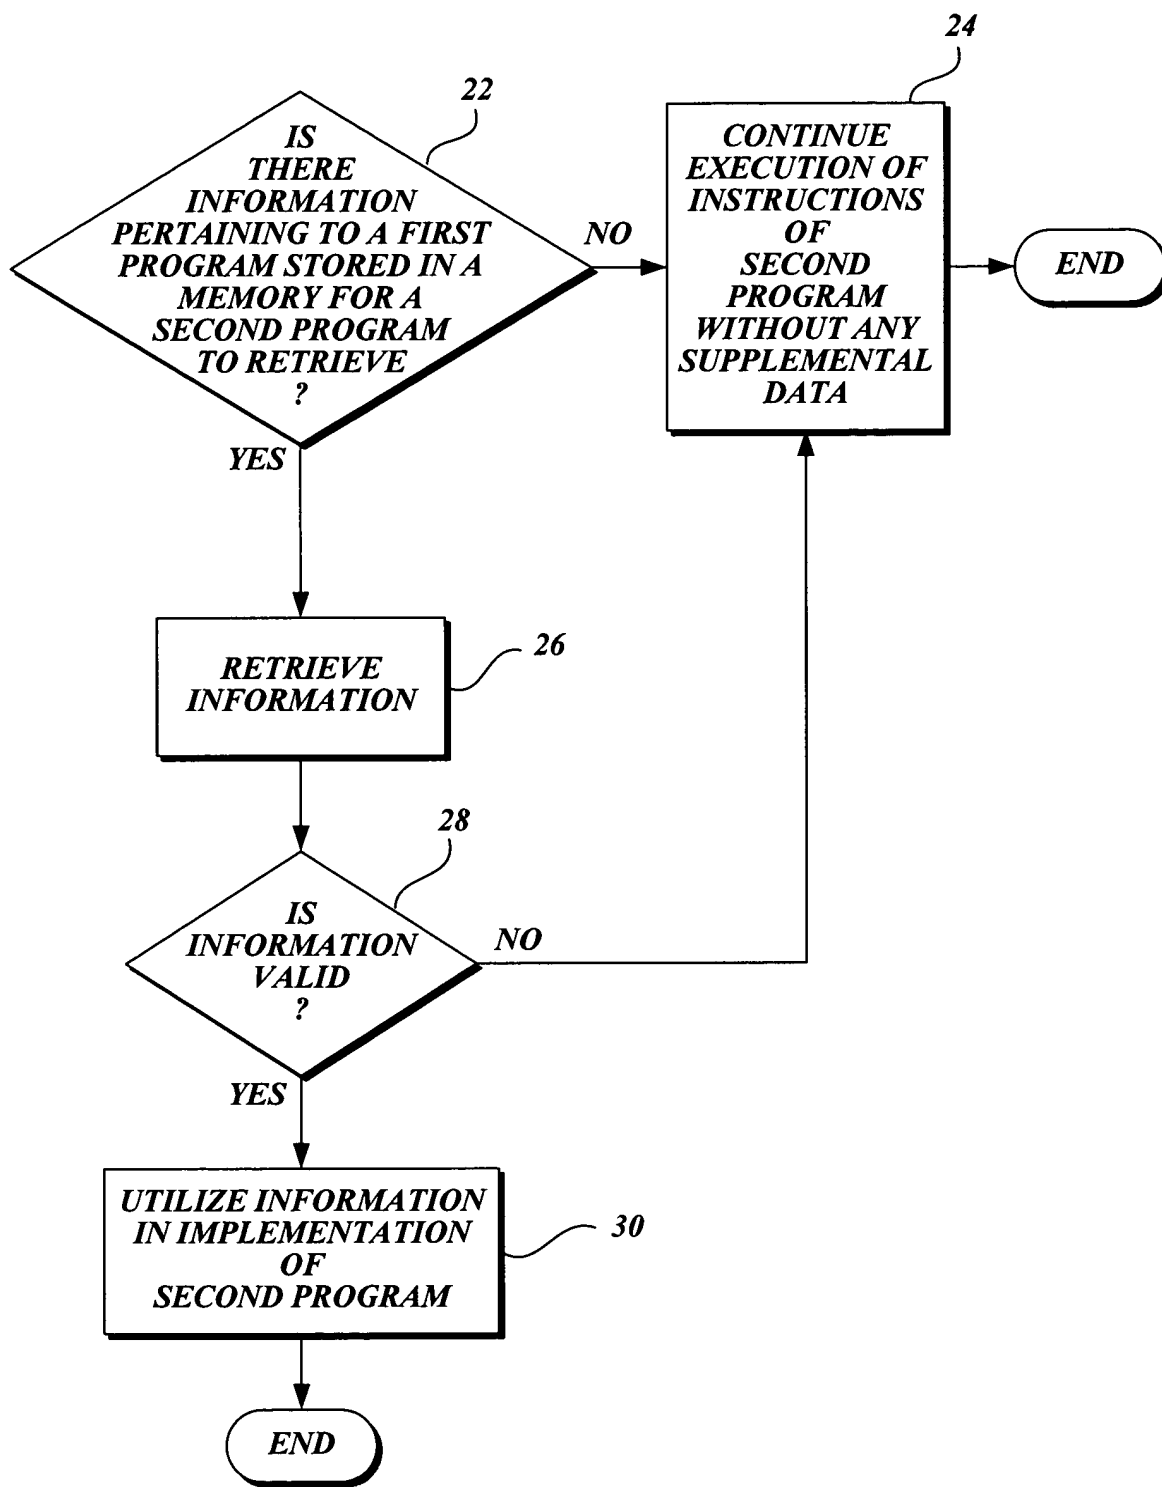 24
22
IS
THERE
INFORMATION
PERTAINING TO A FIRST
PROGRAM STORED IN A
MEMORY FOR A
SECOND PROGRAM
TO RETRIEVE
?
NO
CONTINUE
EXECUTION OF
INSTRUCTIONS
OF
SECOND
PROGRAM
WITHOUT ANY
SUPPLEMENTAL
DATA
END
YES
RETRIEVE
INFORMATION
26
28
IS
INFORMATION
VALID
?
NO
YES
UTILIZE INFORMATION
IN IMPLEMENTATION
OF
SECOND PROGRAM
30
END